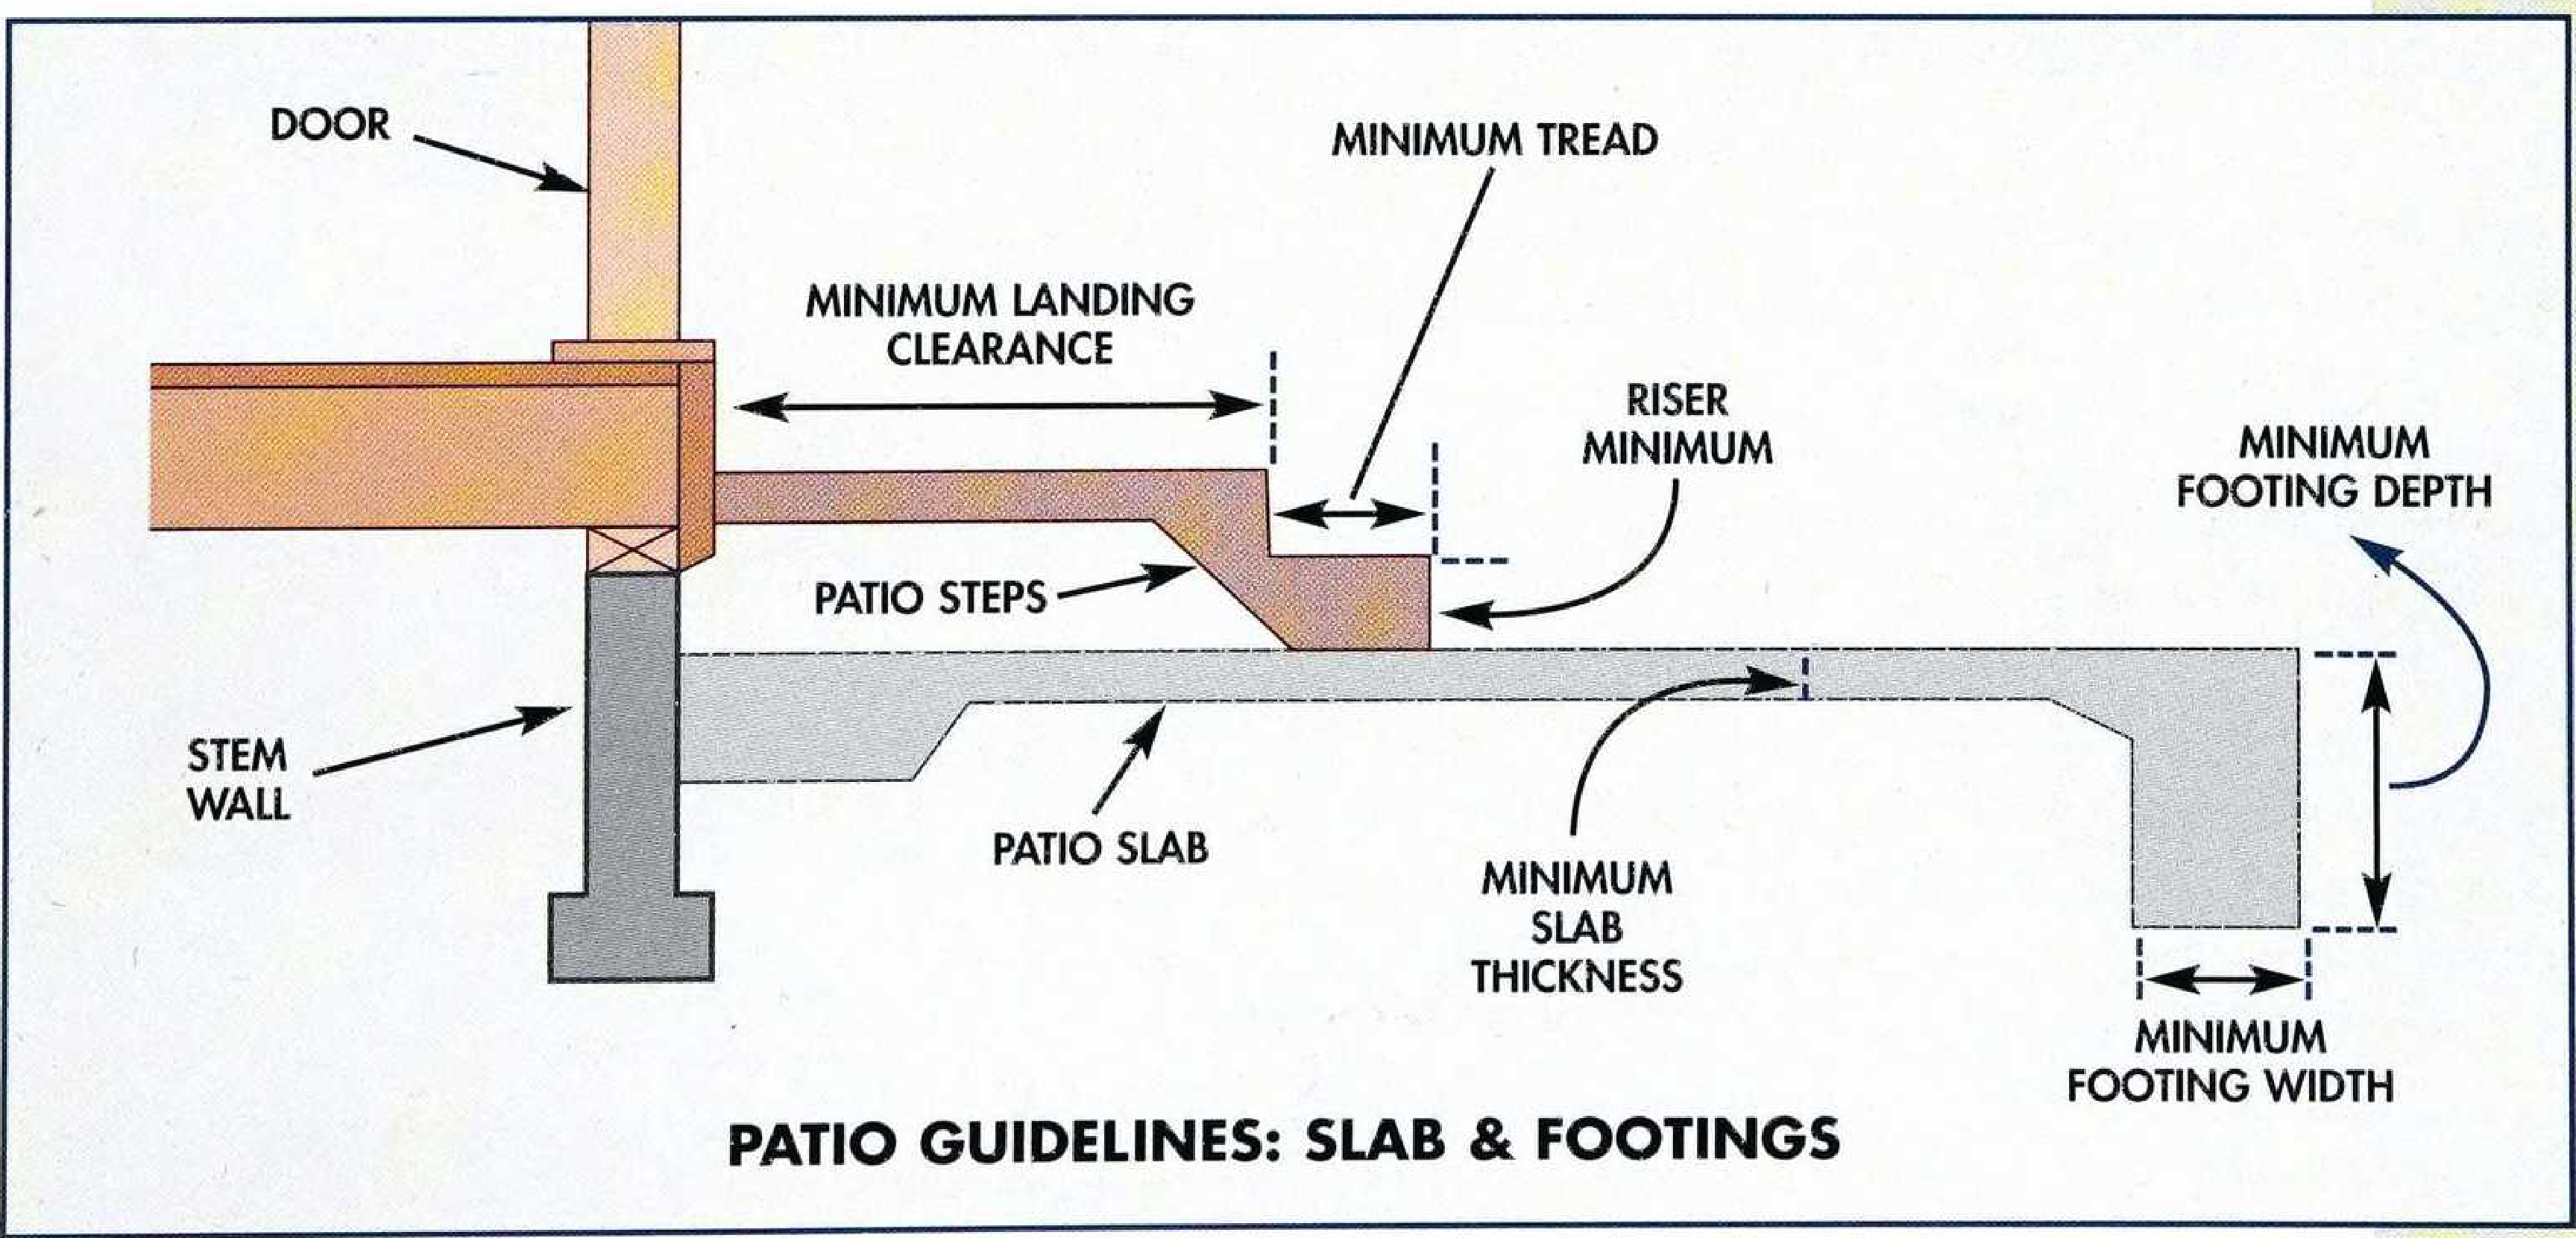 DOOR
MINIMUM TREAD
MINIMUM LANDING
CLEARANCE
RISER
MINIMUM
MINIMUM
FOOTING DEPTH
PATIO STEPS
STEM
WALL
PATIO SLAB
MINIMUM
SLAB
THICKNESS
MINIMUM
FOOTING WIDTH
PATIO GUIDELINES: SLAB & FOOTINGS